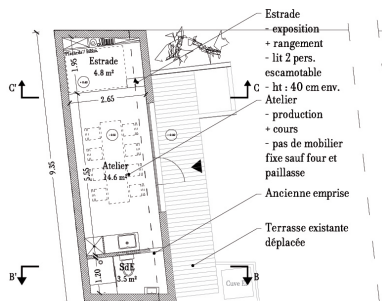 Estrade
- exposition
+ rangement
- lit 2 pers.
escamotable
- ht : 40 cm env.
Atelier
- production
+ cours
- pas de mobilier
fixe sauf four et
paillasse
Ancienne emprise
Terrasse existante
déplacée
Estrade
4.8 m²
1.95
2.65
C'
C
9.35
5.55
Atelier
14.6 m²
B'
B
1.20
SdE
3.5 m²
Cuve E